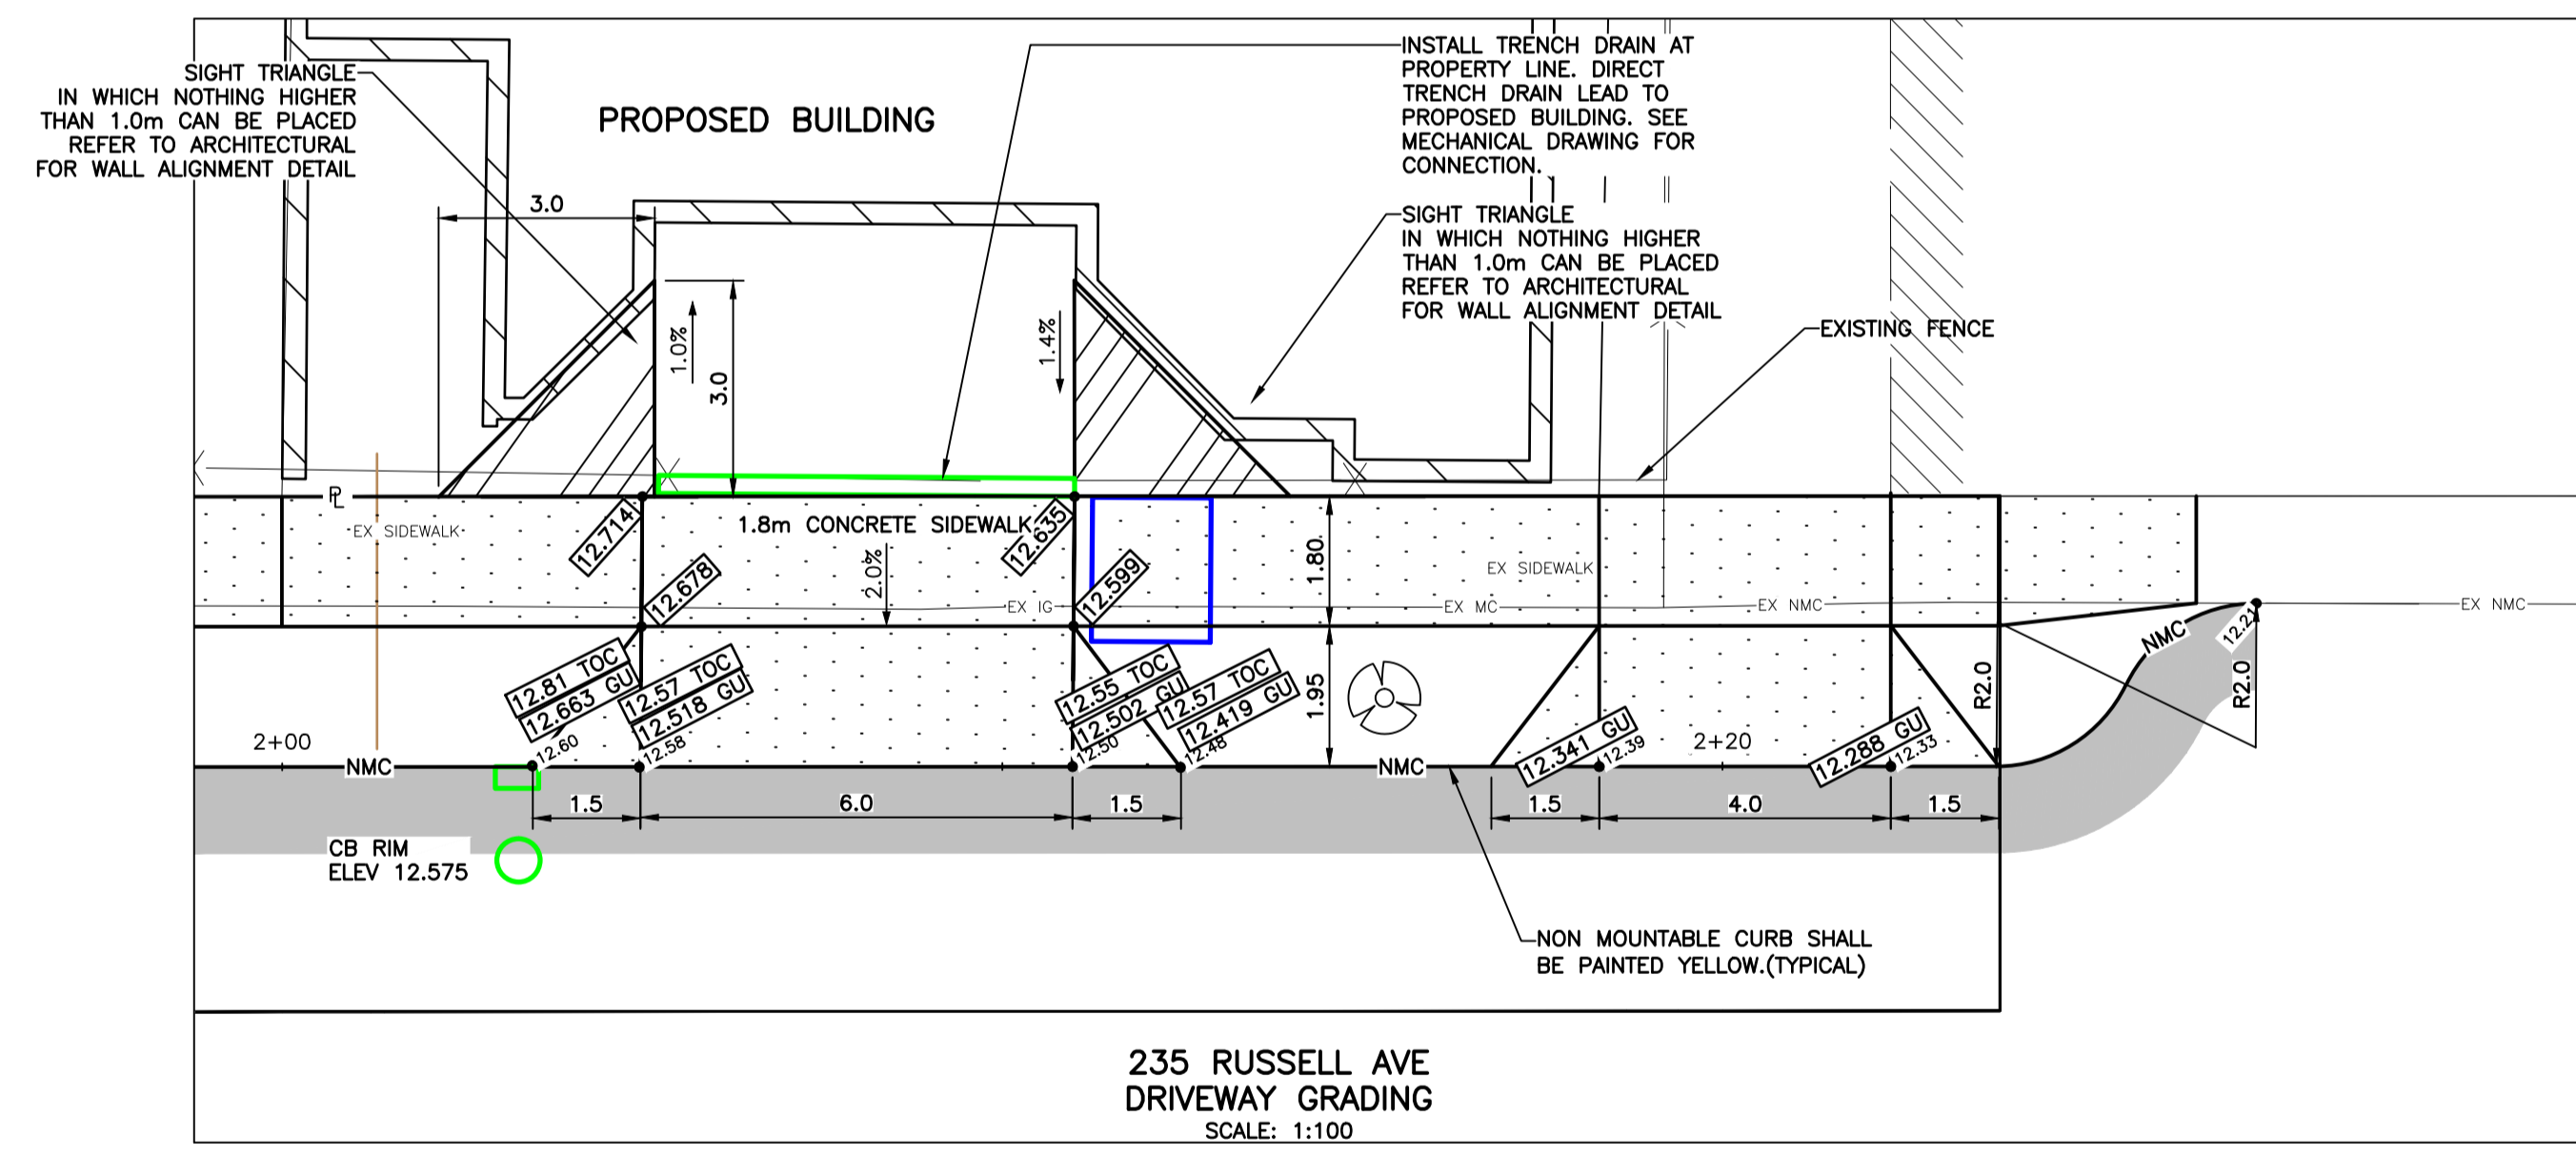 SIGHT TRIANGLE
IN WHICH NOTHING HIGHER
THAN 1.0m CAN BE PLACED
REFER TO ARCHITECTURAL
FOR WALL ALIGNMENT DETAIL
PROPOSED BUILDING
INSTALL TRENCH DRAIN AT
PROPERTY LINE. DIRECT
TRENCH DRAIN LEAD TO
PROPOSED BUILDING. SEE
MECHANICAL DRAWING FOR
CONNECTION.
SIGHT TRIANGLE
IN WHICH NOTHING HIGHER
THAN 1.0m CAN BE PLACED
REFER TO ARCHITECTURAL
FOR WALL ALIGNMENT DETAIL
EXISTING FENCE
3.0
1.0%
3.0
1.4%
PL
EX SIDEWALK
12.714
1.8m CONCRETE SIDEWALK
12.635
12.678
2.0%
12.599
1.80
EX SIDEWALK
EX IG
EX MC
EX NMC
EX NMC
12.81 TOC
12.663 GU
12.57 TOC
12.518 GU
12.55 TOC
12.502 GU
12.57 TOC
12.419 GU
1.95
R2.0
NMC
12.21
R2.0
2+00
12.60
12.58
12.50
12.48
12.341 GU
12.39
2+20
12.288 GU
12.33
NMC
NMC
1.5
6.0
1.5
1.5
4.0
1.5
CB RIM
ELEV 12.575
NON MOUNTABLE CURB SHALL
BE PAINTED YELLOW.(TYPICAL)
235 RUSSELL AVE
DRIVEWAY GRADING
SCALE: 1:100